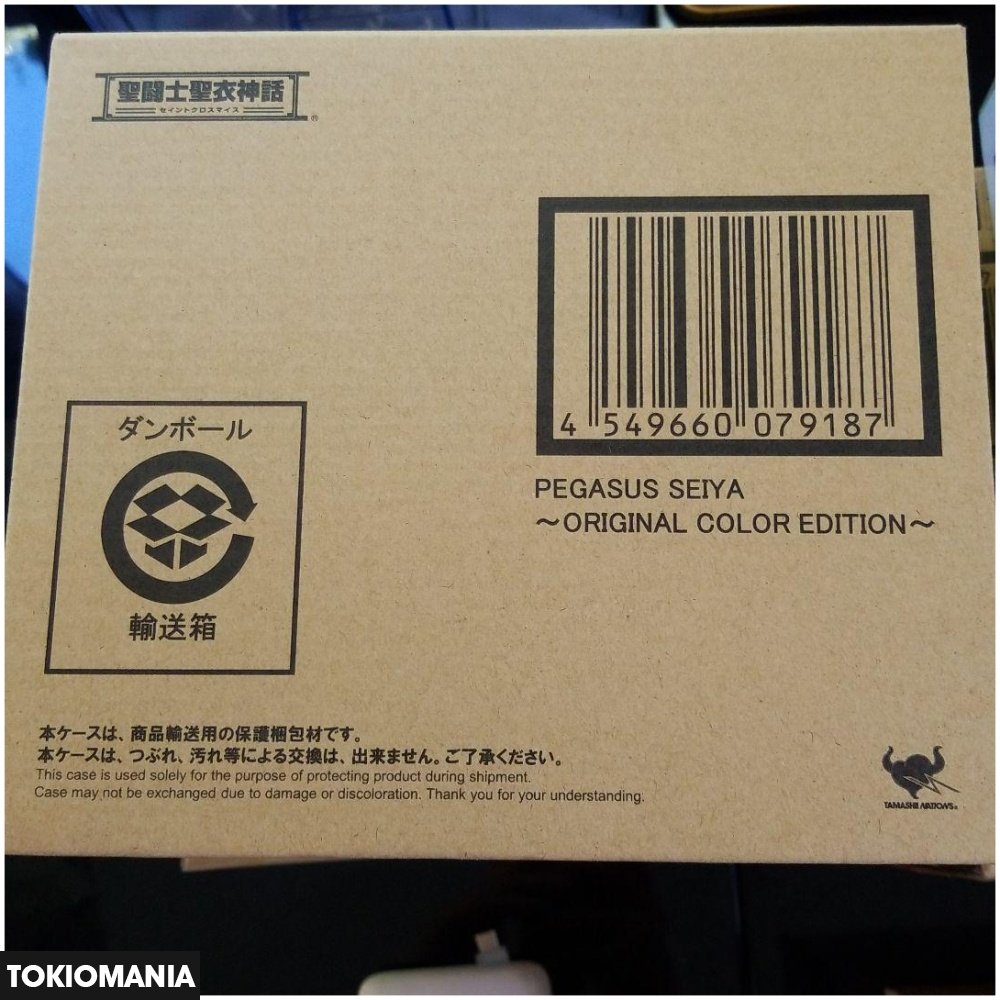 聖闘士聖衣神話
セイントクロスマイス
®
4 549660 079187
PEGASUS SEIYA
～ORIGINAL COLOR EDITION～
ダンボール
輸送箱
本ケースは、商品輸送用の保護梱包材です。
本ケースは、つぶれ、汚れ等による交換は、出来ません。ご了承ください。
This case is used solely for the purpose of protecting product during shipment.
Case may not be exchanged due to damage or discoloration. Thank you for your understanding.
TAMASHII NATIONS®
TOKIOMANIA